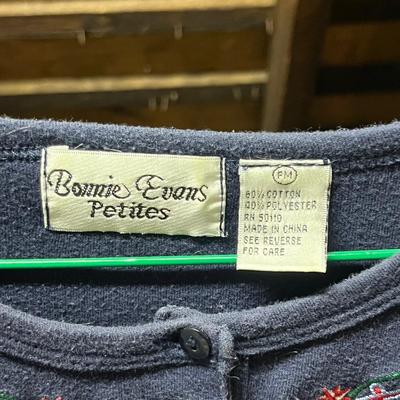 Bonnie Evans
Petites
PM
60% COTTON
40% POLYESTER
RN 50110
MADE IN CHINA
SEE REVERSE
FOR CARE